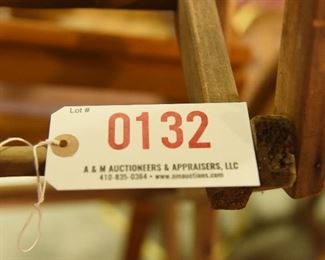 Lot #
0132
A & M AUCTIONEERS & APPRAISERS, LLC
410-835-0384 • www.amauctions.com